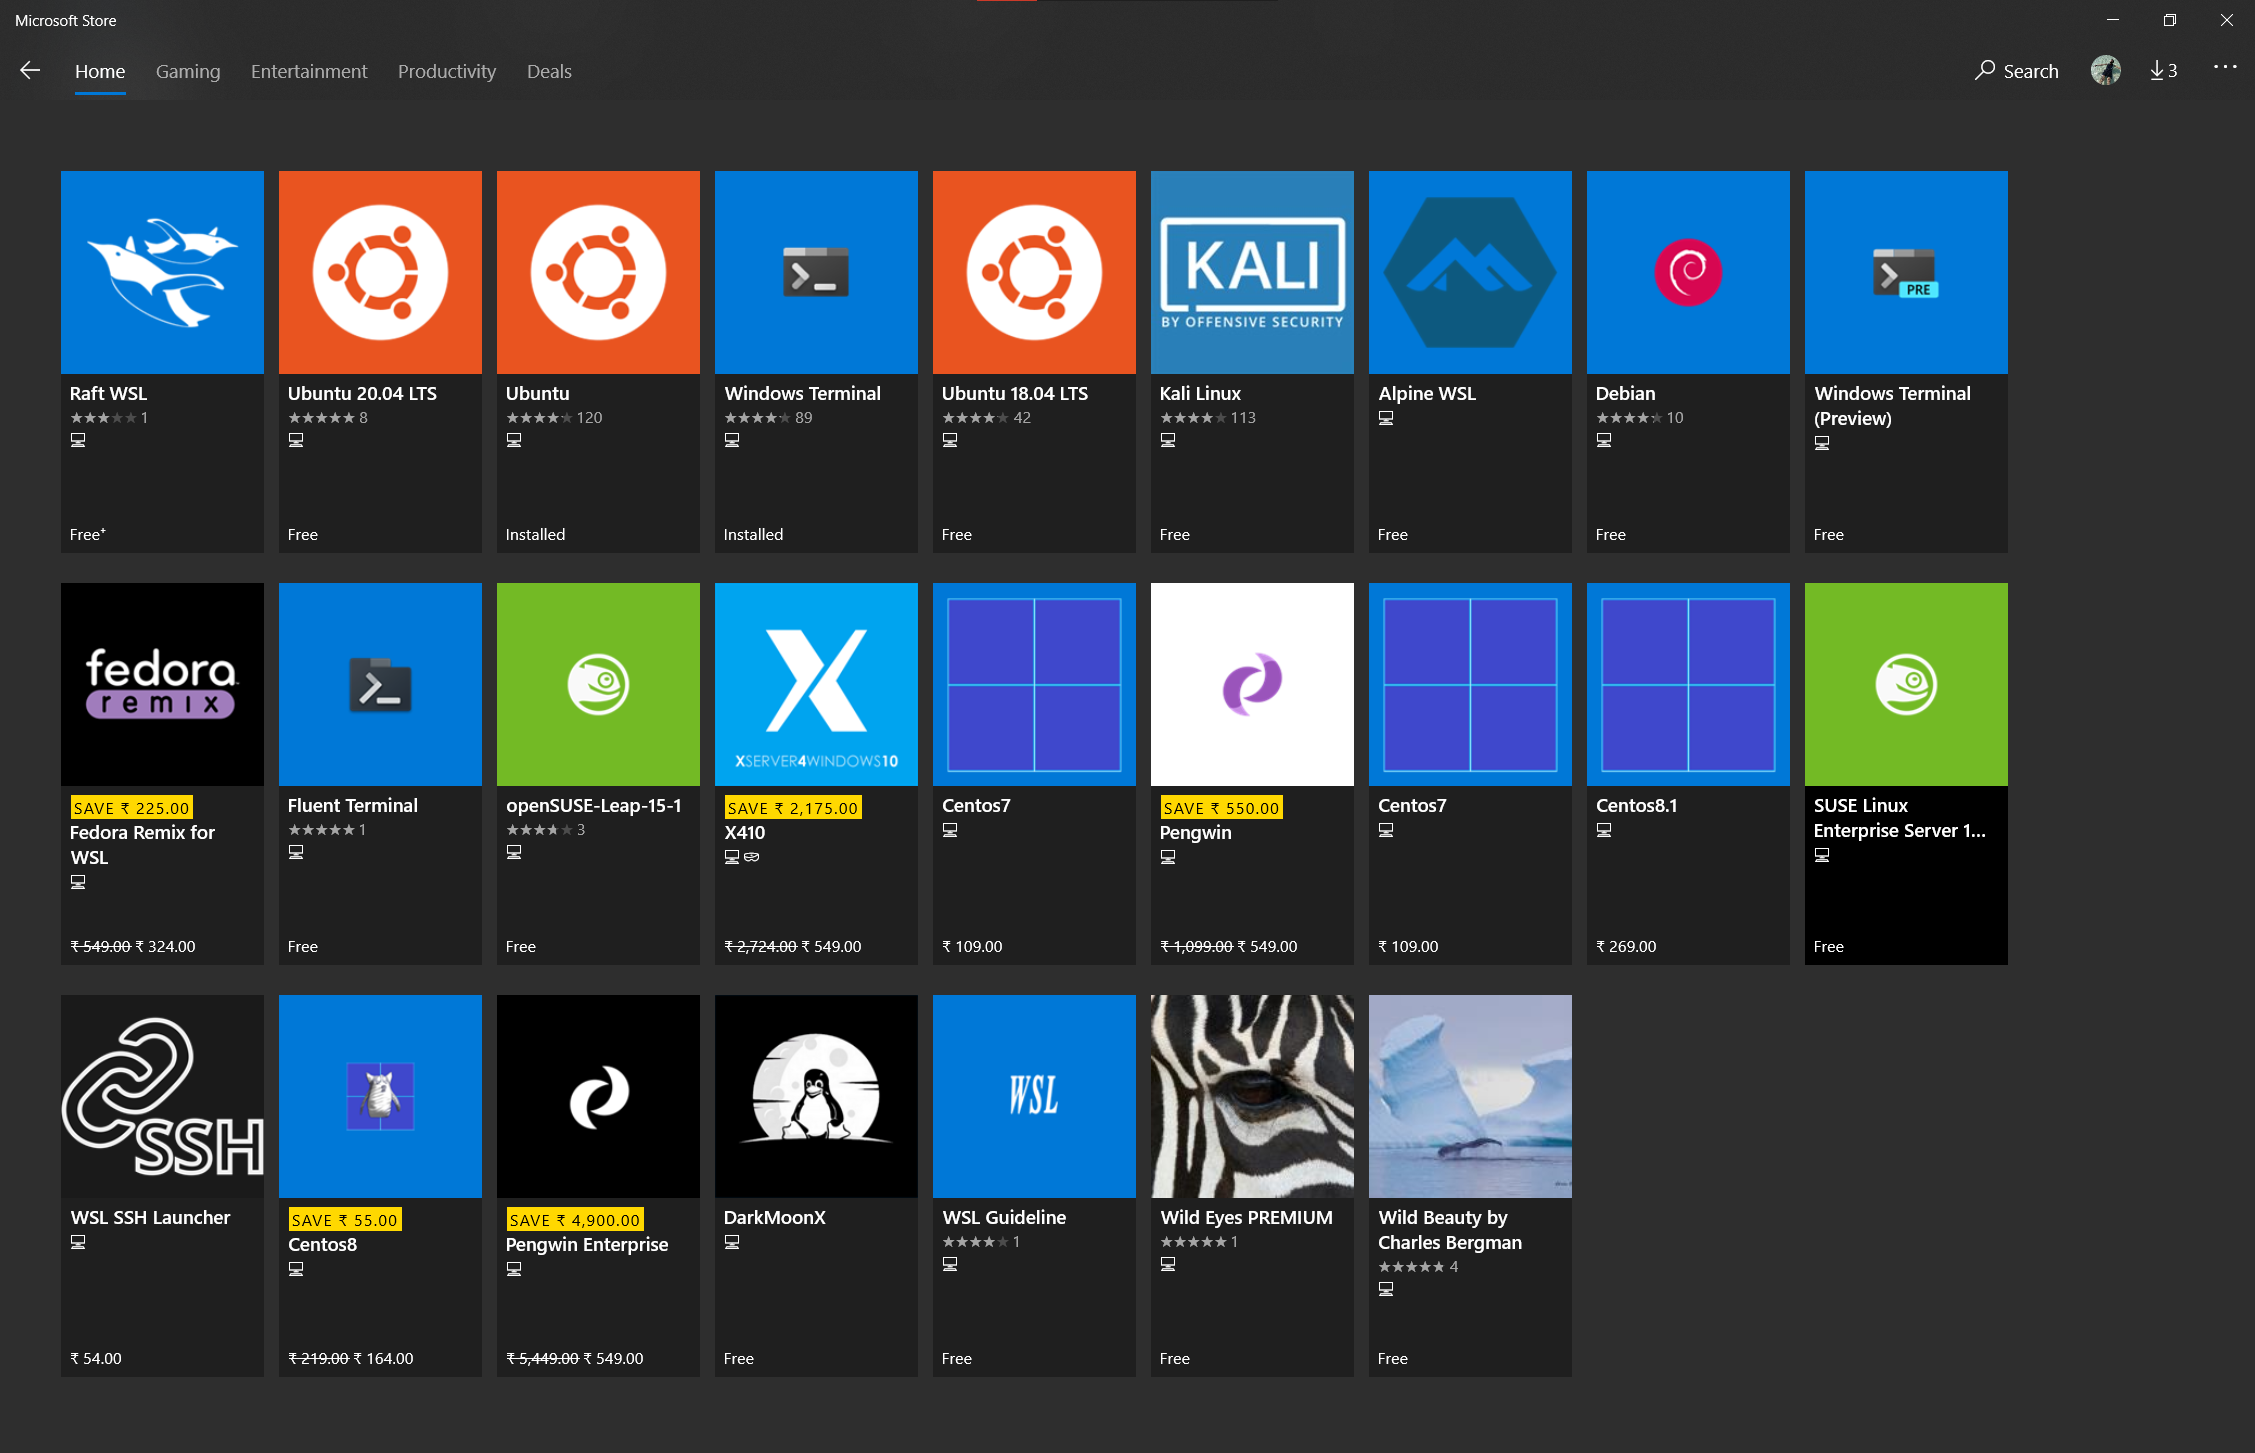 Microsoft Store
Home Gaming Entertainment Productivity Deals Search 3
KALI
BY OFFENSIVE SECURITY
PRE
Raft WSL
1
Free+
Ubuntu 20.04 LTS
8
Free
Ubuntu
120
Installed
Windows Terminal
89
Installed
Ubuntu 18.04 LTS
42
Free
Kali Linux
113
Free
Alpine WSL
Free
Debian
10
Free
Windows Terminal
(Preview)
Free
fedora
remix
SAVE ₹ 225.00
Fedora Remix for
WSL
₹ 549.00 ₹ 324.00
Fluent Terminal
1
Free
openSUSE-Leap-15-1
3
Free
X
XSERVER4WINDOWS10
SAVE ₹ 2,175.00
X410
₹ 2,724.00 ₹ 549.00
Centos7
₹ 109.00
SAVE ₹ 550.00
Pengwin
₹ 1,099.00 ₹ 549.00
Centos7
₹ 109.00
Centos8.1
₹ 269.00
SUSE Linux
Enterprise Server 1...
Free
SSH
WSL SSH Launcher
₹ 54.00
SAVE ₹ 55.00
Centos8
₹ 219.00 ₹ 164.00
SAVE ₹ 4,900.00
Pengwin Enterprise
₹ 5,449.00 ₹ 549.00
DarkMoonX
Free
WSL
WSL Guideline
1
Free
Wild Eyes PREMIUM
1
Free
Wild Beauty by
Charles Bergman
4
Free